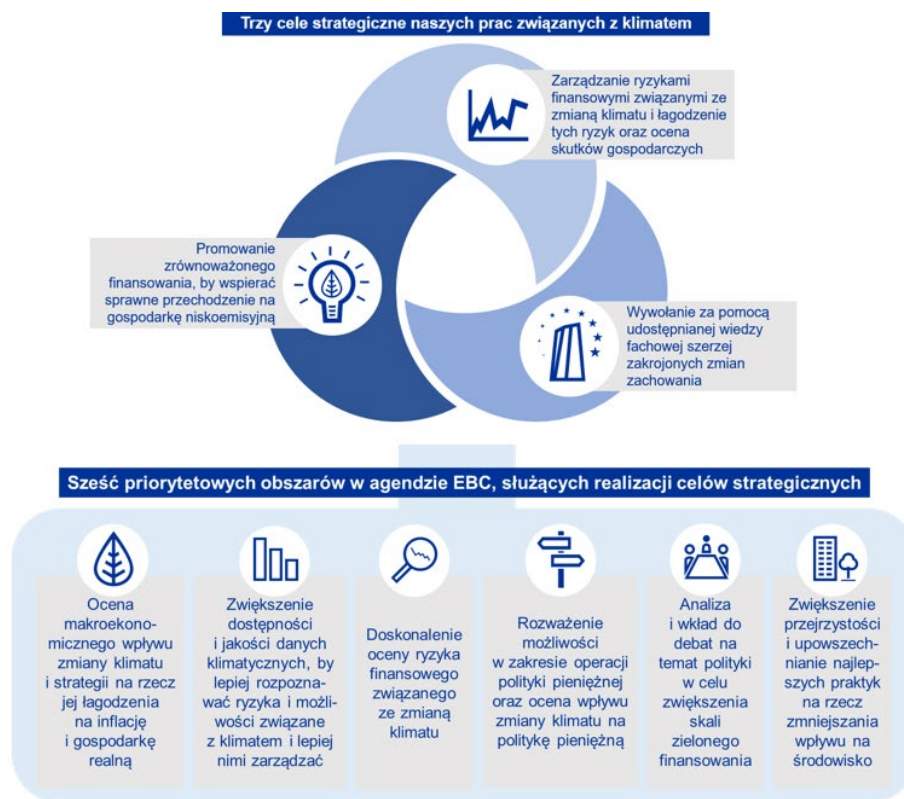 Trzy cele strategiczne naszych prac związanych z klimatem
Zarządzanie ryzykami
finansowymi związanymi ze
zmianą klimatu i łagodzenie
tych ryzyk oraz ocena
skutków gospodarczych
Promowanie
zrównoważonego
finansowania, by wspierać
sprawne przechodzenie na
gospodarkę niskoemisyjną
Wywołanie za pomocą
udostępnianej wiedzy
fachowej szerzej
zakrojonych zmian
zachowania
Sześć priorytetowych obszarów w agendzie EBC, służących realizacji celów strategicznych
Ocena
makroekono-
micznego wpływu
zmiany klimatu
i strategii na rzecz
jej łagodzenia
na inflację
i gospodarkę
realną
Zwiększenie
dostępności
i jakości danych
klimatycznych, by
lepiej rozpozna-
wać ryzyka i możli-
wości związane
z klimatem i lepiej
nimi zarządzać
Doskonalenie
oceny ryzyka
finansowego
związanego
ze zmianą
klimatu
Rozważenie
możliwości
w zakresie operacji
polityki pieniężnej
oraz ocena wpływu
zmiany klimatu na
politykę pieniężną
Analiza
i wkład do
debat na
temat polityki
w celu
zwiększenia
skali
zielonego
finansowania
Zwiększenie
przejrzystości
i upowszech-
nianie najlep-
szych praktyk
na rzecz
zmniejszania
wpływu na
środowisko